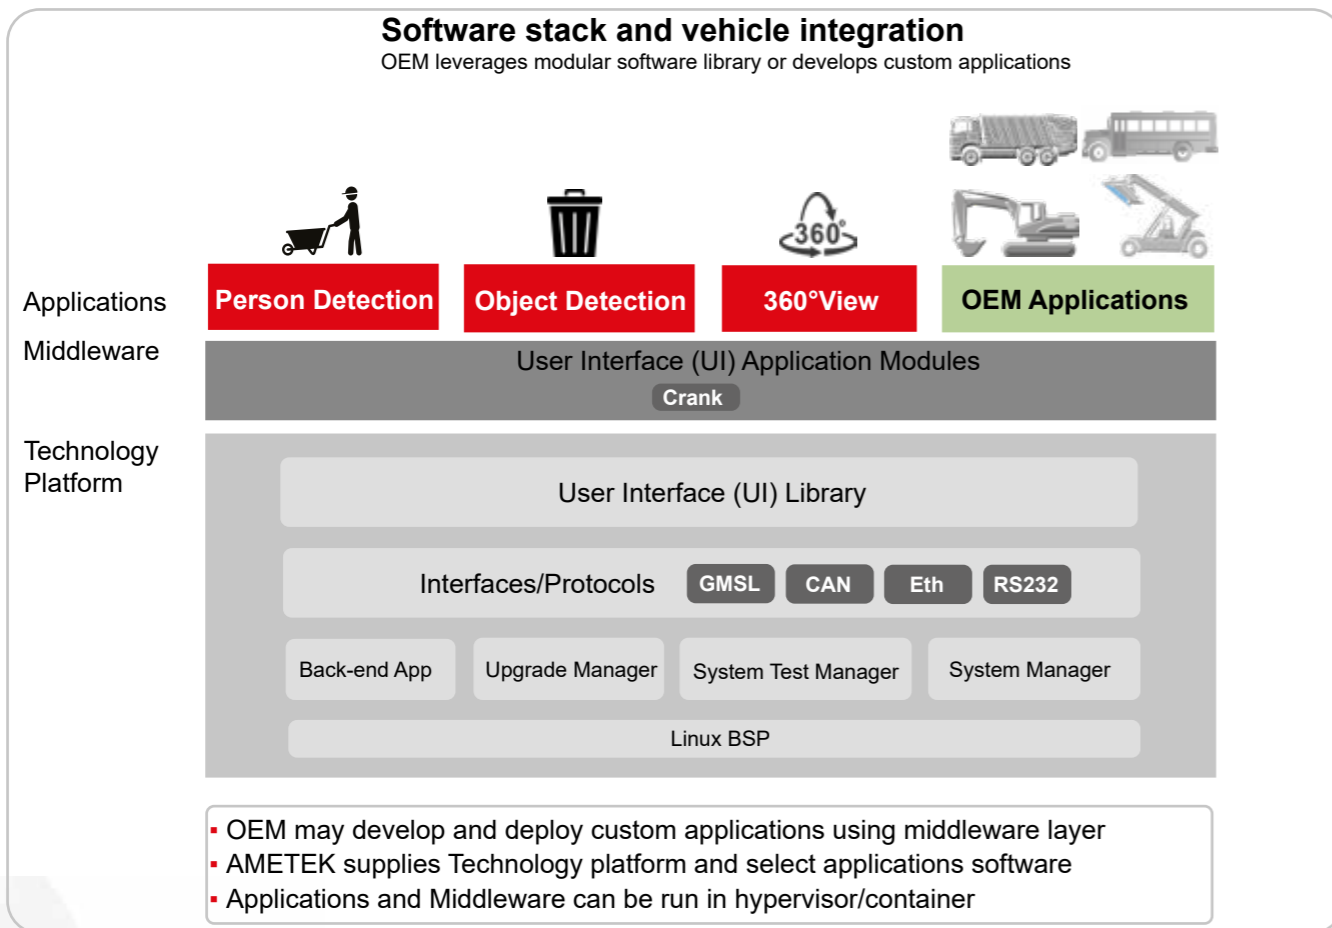 Software stack and vehicle integration
OEM leverages modular software library or develops custom applications
360°
Applications
Person Detection
Object Detection
360°View
OEM Applications
Middleware
User Interface (UI) Application Modules
Crank
Technology
Platform
User Interface (UI) Library
Interfaces/Protocols
GMSL
CAN
Eth
RS232
Back-end App
Upgrade Manager
System Test Manager
System Manager
Linux BSP
▪ OEM may develop and deploy custom applications using middleware layer
▪ AMETEK supplies Technology platform and select applications software
▪ Applications and Middleware can be run in hypervisor/container